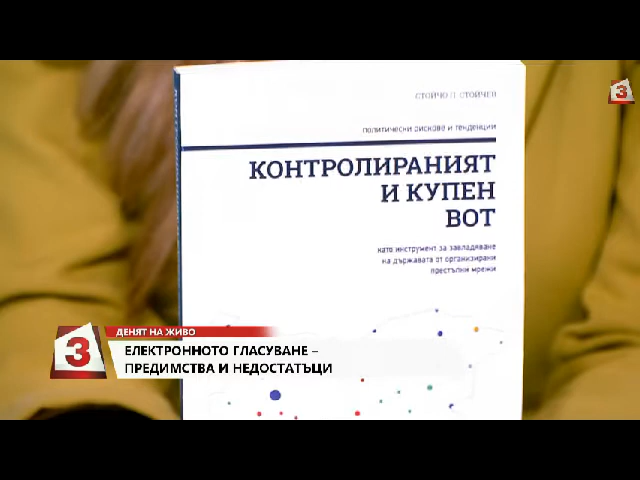 СТОЙЧО П. СТОЙЧЕВ
политически рискове и тенденции
КОНТРОЛИРАНИЯТ
И КУПЕН
ВОТ
като инструмент за завладяване
на държавата от организирани
престъпни мрежи
3
ДЕНЯТ НА ЖИВО
3
ЕЛЕКТРОННОТО ГЛАСУВАНЕ –
ПРЕДИМСТВА И НЕДОСТАТЪЦИ